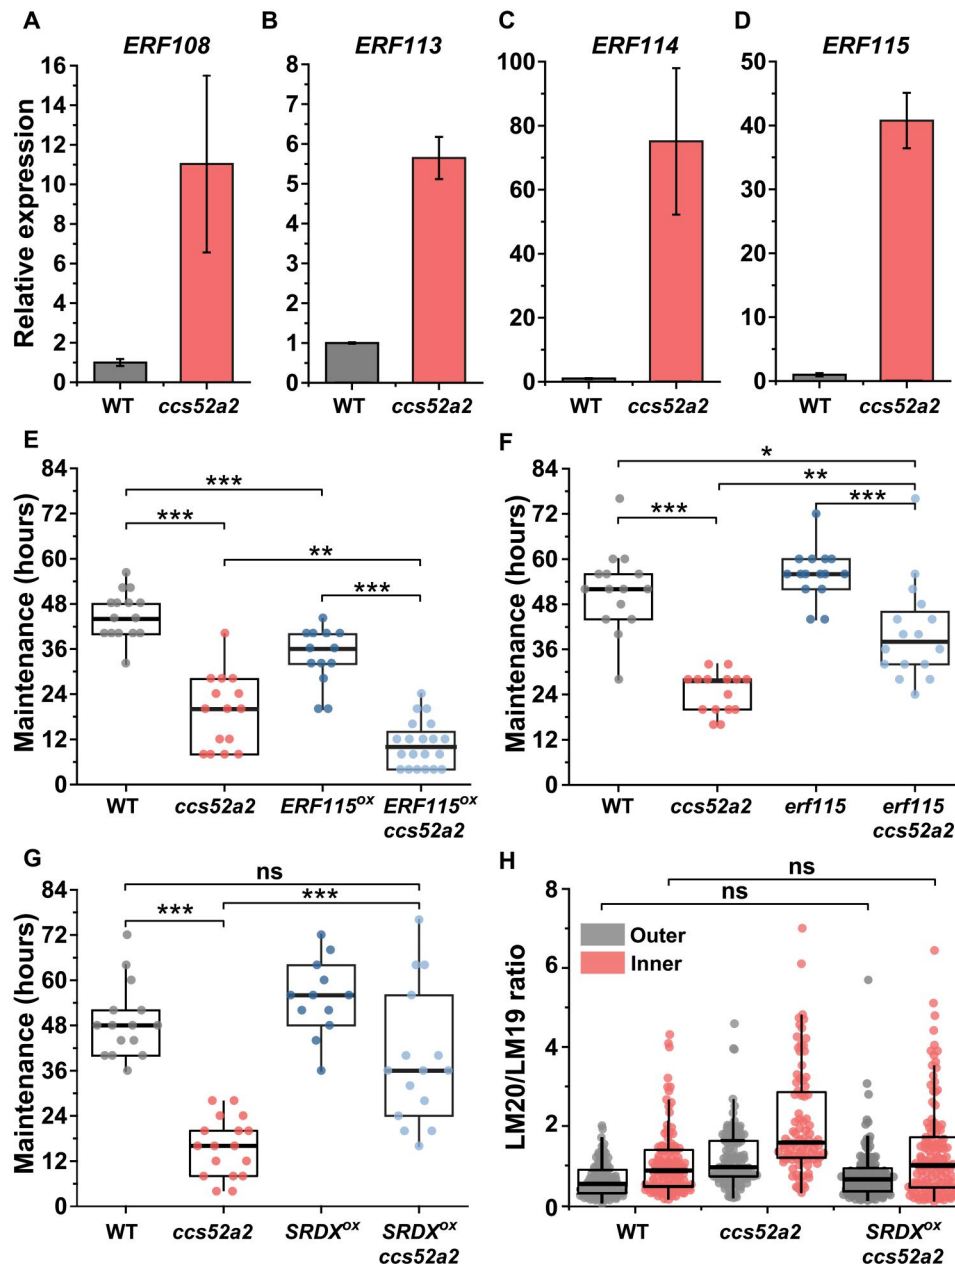 A
B
C
D
ERF108
ERF113
ERF114
ERF115
Relative expression
16
14
12
10
8
6
4
2
0
WT
ccs52a2
8
7
6
5
4
3
2
1
0
WT
ccs52a2
100
80
60
40
20
0
WT
ccs52a2
50
40
30
20
10
0
WT
ccs52a2
E
Maintenance (hours)
84
72
60
48
36
24
12
0
***
***
**
***
WT
ccs52a2
ERF115ox
ERF115ox
ccs52a2
F
Maintenance (hours)
84
72
60
48
36
24
12
0
*
**
***
***
WT
ccs52a2
erf115
erf115
ccs52a2
G
Maintenance (hours)
84
72
60
48
36
24
12
0
ns
***
***
WT
ccs52a2
SRDXox
SRDXox
ccs52a2
H
LM20/LM19 ratio
8
6
4
2
0
ns
ns
Outer
Inner
WT
ccs52a2
SRDXox
ccs52a2